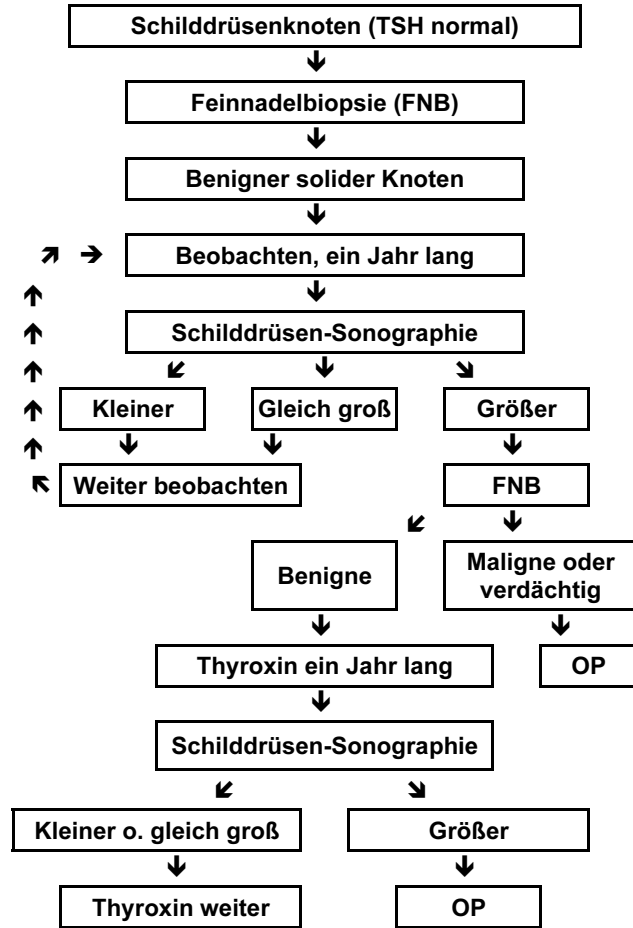 Schilddrüsenknoten (TSH normal)
Feinnadelbiopsie (FNB)
Benigner solider Knoten
Beobachten, ein Jahr lang
Schilddrüsen-Sonographie
Kleiner
Gleich groß
Größer
Weiter beobachten
FNB
Benigne
Maligne oder
verdächtig
Thyroxin ein Jahr lang
OP
Schilddrüsen-Sonographie
Kleiner o. gleich groß
Größer
Thyroxin weiter
OP